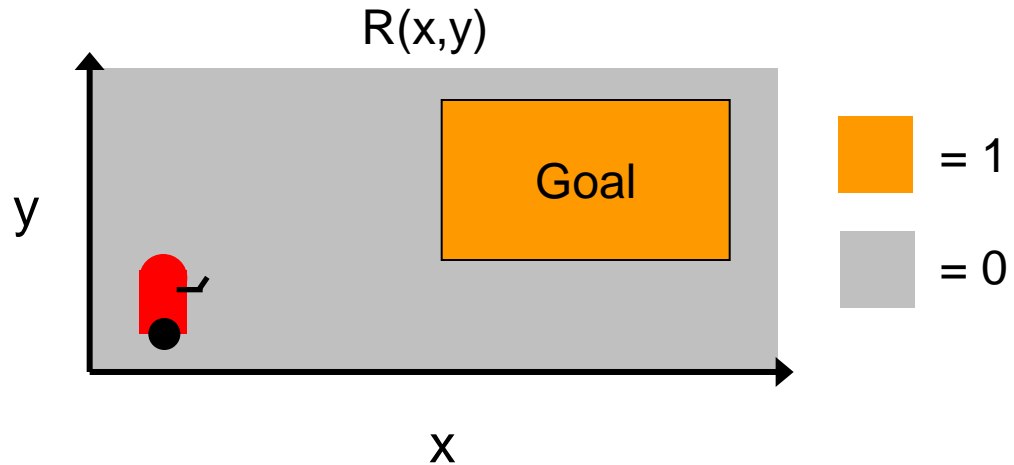 R(x,y)
Goal
= 1
y
= 0
x